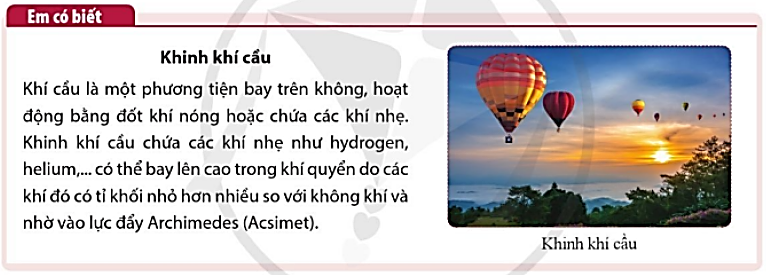 Em có biết
Khinh khí cầu
Khí cầu là một phương tiện bay trên không, hoạt
động bằng đốt khí nóng hoặc chứa các khí nhẹ.
Khinh khí cầu chứa các khí nhẹ như hydrogen,
helium,... có thể bay lên cao trong khí quyển do các
khí đó có tỉ khối nhỏ hơn nhiều so với không khí và
nhờ vào lực đẩy Archimedes (Acsimet).
Khinh khí cầu